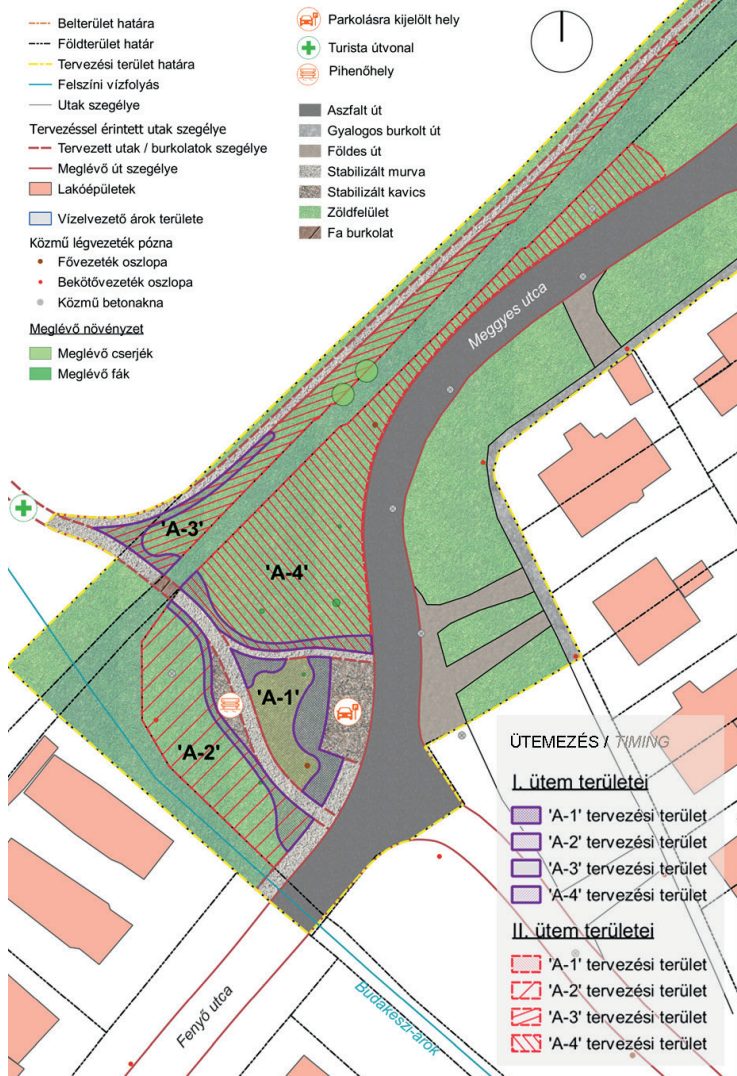 Belterület határa
Földterület határ
Tervezési terület határa
Felszíni vízfolyás
Utak szegélye
Tervezéssel érintett utak szegélye
Tervezett utak / burkolatok szegélye
Meglévő út szegélye
Lakóépületek
Vízelvezető árok területe
Közmű légvezeték pózna
Fővezeték oszlopa
Bekötővezeték oszlopa
Közmű betonakna
Meglévő növényzet
Meglévő cserjék
Meglévő fák
Parkolásra kijelölt hely
Turista útvonal
Pihenőhely
Aszfalt út
Gyalogos burkolt út
Földes út
Stabilizált murva
Stabilizált kavics
Zöldfelület
Fa burkolat
Meggyes utca
'A-3'
'A-4'
'A-1'
P
'A-2'
Fenyő utca
Budakeszi-árok
ÜTEMEZÉS / TIMING
I. ütem területei
'A-1' tervezési terület
'A-2' tervezési terület
'A-3' tervezési terület
'A-4' tervezési terület
II. ütem területei
'A-1' tervezési terület
'A-2' tervezési terület
'A-3' tervezési terület
'A-4' tervezési terület